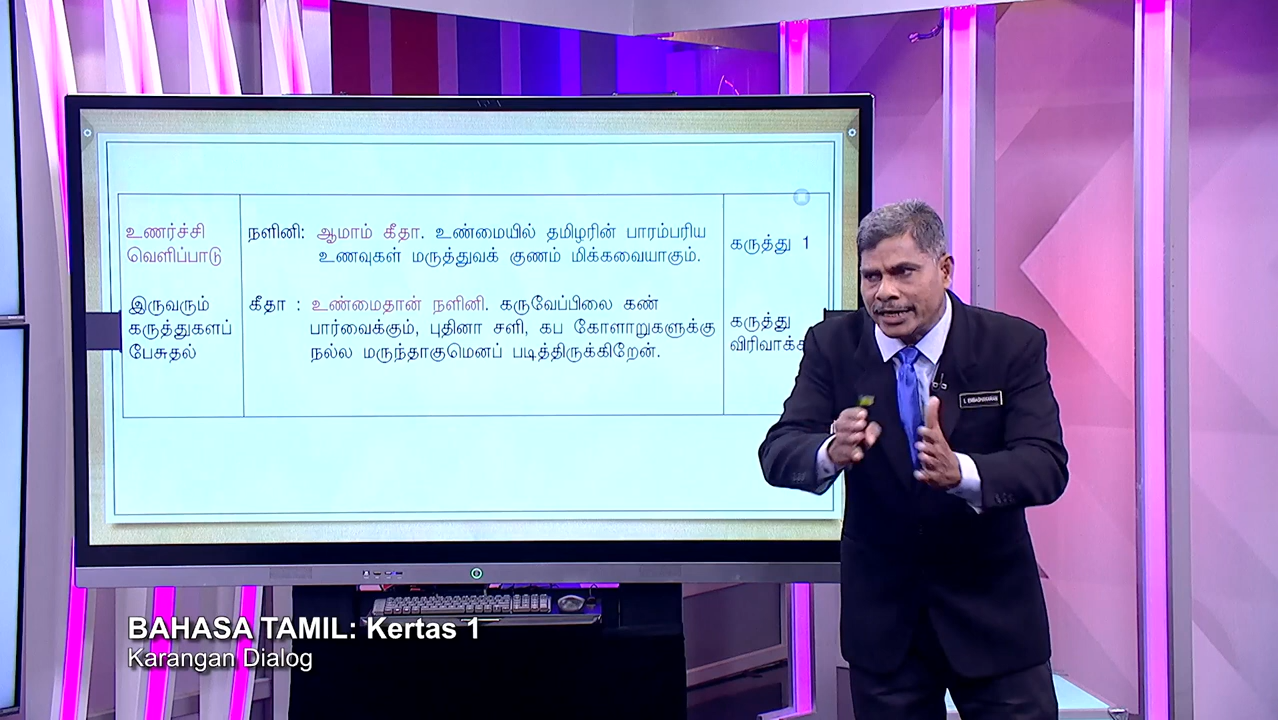 உணர்ச்சி
வெளிப்பாடு
நளினி: ஆமாம் கீதா. உண்மையில் தமிழரின் பாரம்பரிய
உணவுகள் மருத்துவக் குணம் மிக்கவையாகும்.
கருத்து 1
இருவரும்
கருத்துகளப்
பேசுதல்
கீதா : உண்மைதான் நளினி. கருவேப்பிலை கண்
பார்வைக்கும், புதினா சளி, கப கோளாறுகளுக்கு
நல்ல மருந்தாகுமெனப் படித்திருக்கிறேன்.
கருத்து
BAHASA TAMIL: Kertas 1
Karangan Dialog